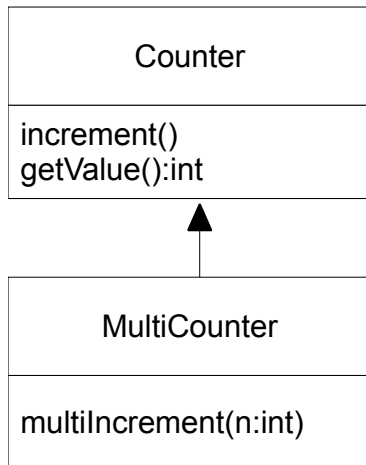 Counter
increment()
getValue():int
MultiCounter
multiIncrement(n:int)